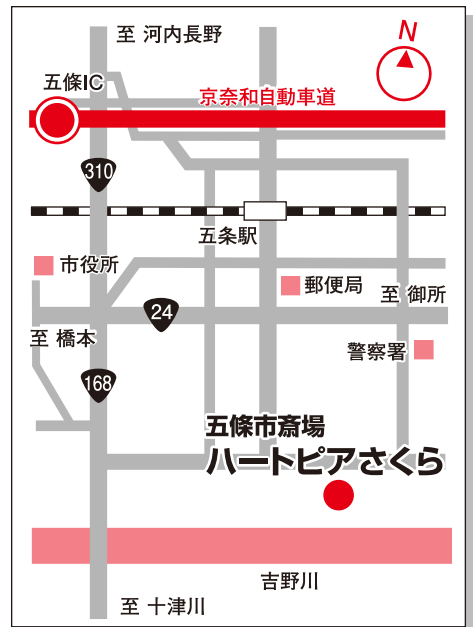 至 河内長野
N
五條IC
京奈和自動車道
310
五条駅
市役所
郵便局
至 御所
24
至 橋本
警察署
168
五條市斎場
ハートピアさくら
吉野川
至 十津川